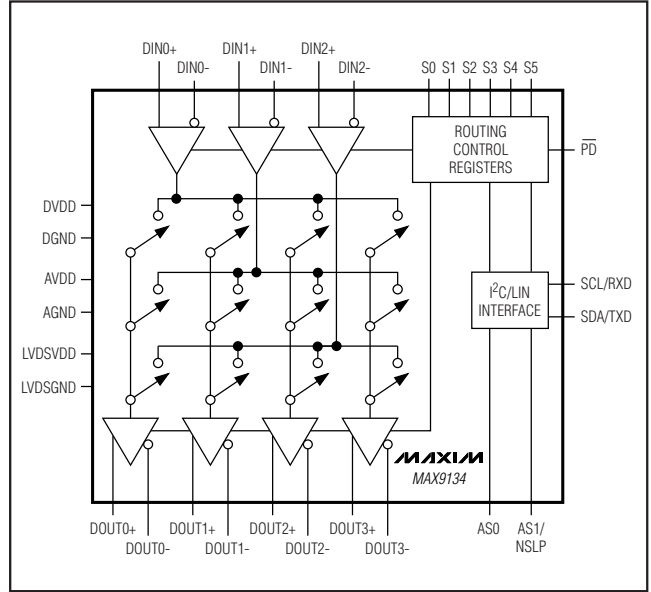 DIN0+ DIN1+ DIN2+
DIN0- DIN1- DIN2-
S0 S1 S2 S3 S4 S5
ROUTING
CONTROL
REGISTERS
PD
DVDD
DGND
AVDD
AGND
LVDSVDD
LVDSGND
I2C/LIN
INTERFACE
SCL/RXD
SDA/TXD
MAXIM
MAX9134
DOUT0+ DOUT1+ DOUT2+ DOUT3+
DOUT0- DOUT1- DOUT2- DOUT3-
AS0 AS1/
NSLP